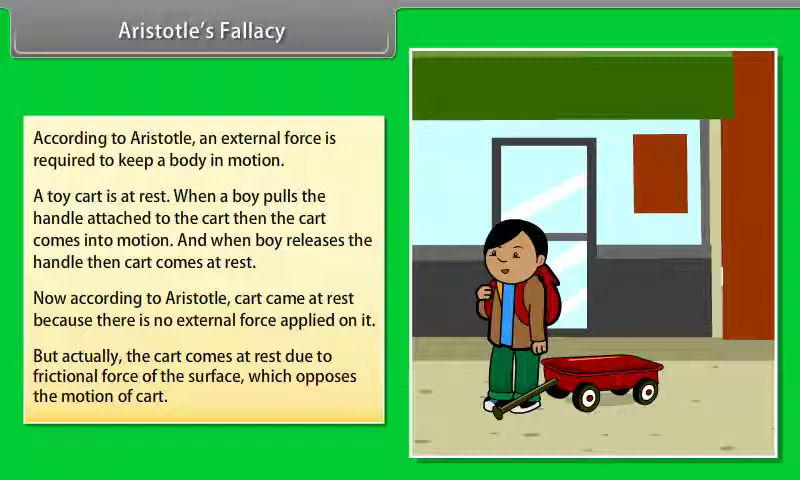 Aristotle's Fallacy
According to Aristotle, an external force is
required to keep a body in motion.
A toy cart is at rest. When a boy pulls the
handle attached to the cart then the cart
comes into motion. And when boy releases the
handle then cart comes at rest.
Now according to Aristotle, cart came at rest
because there is no external force applied on it.
But actually, the cart comes at rest due to
frictional force of the surface, which opposes
the motion of cart.